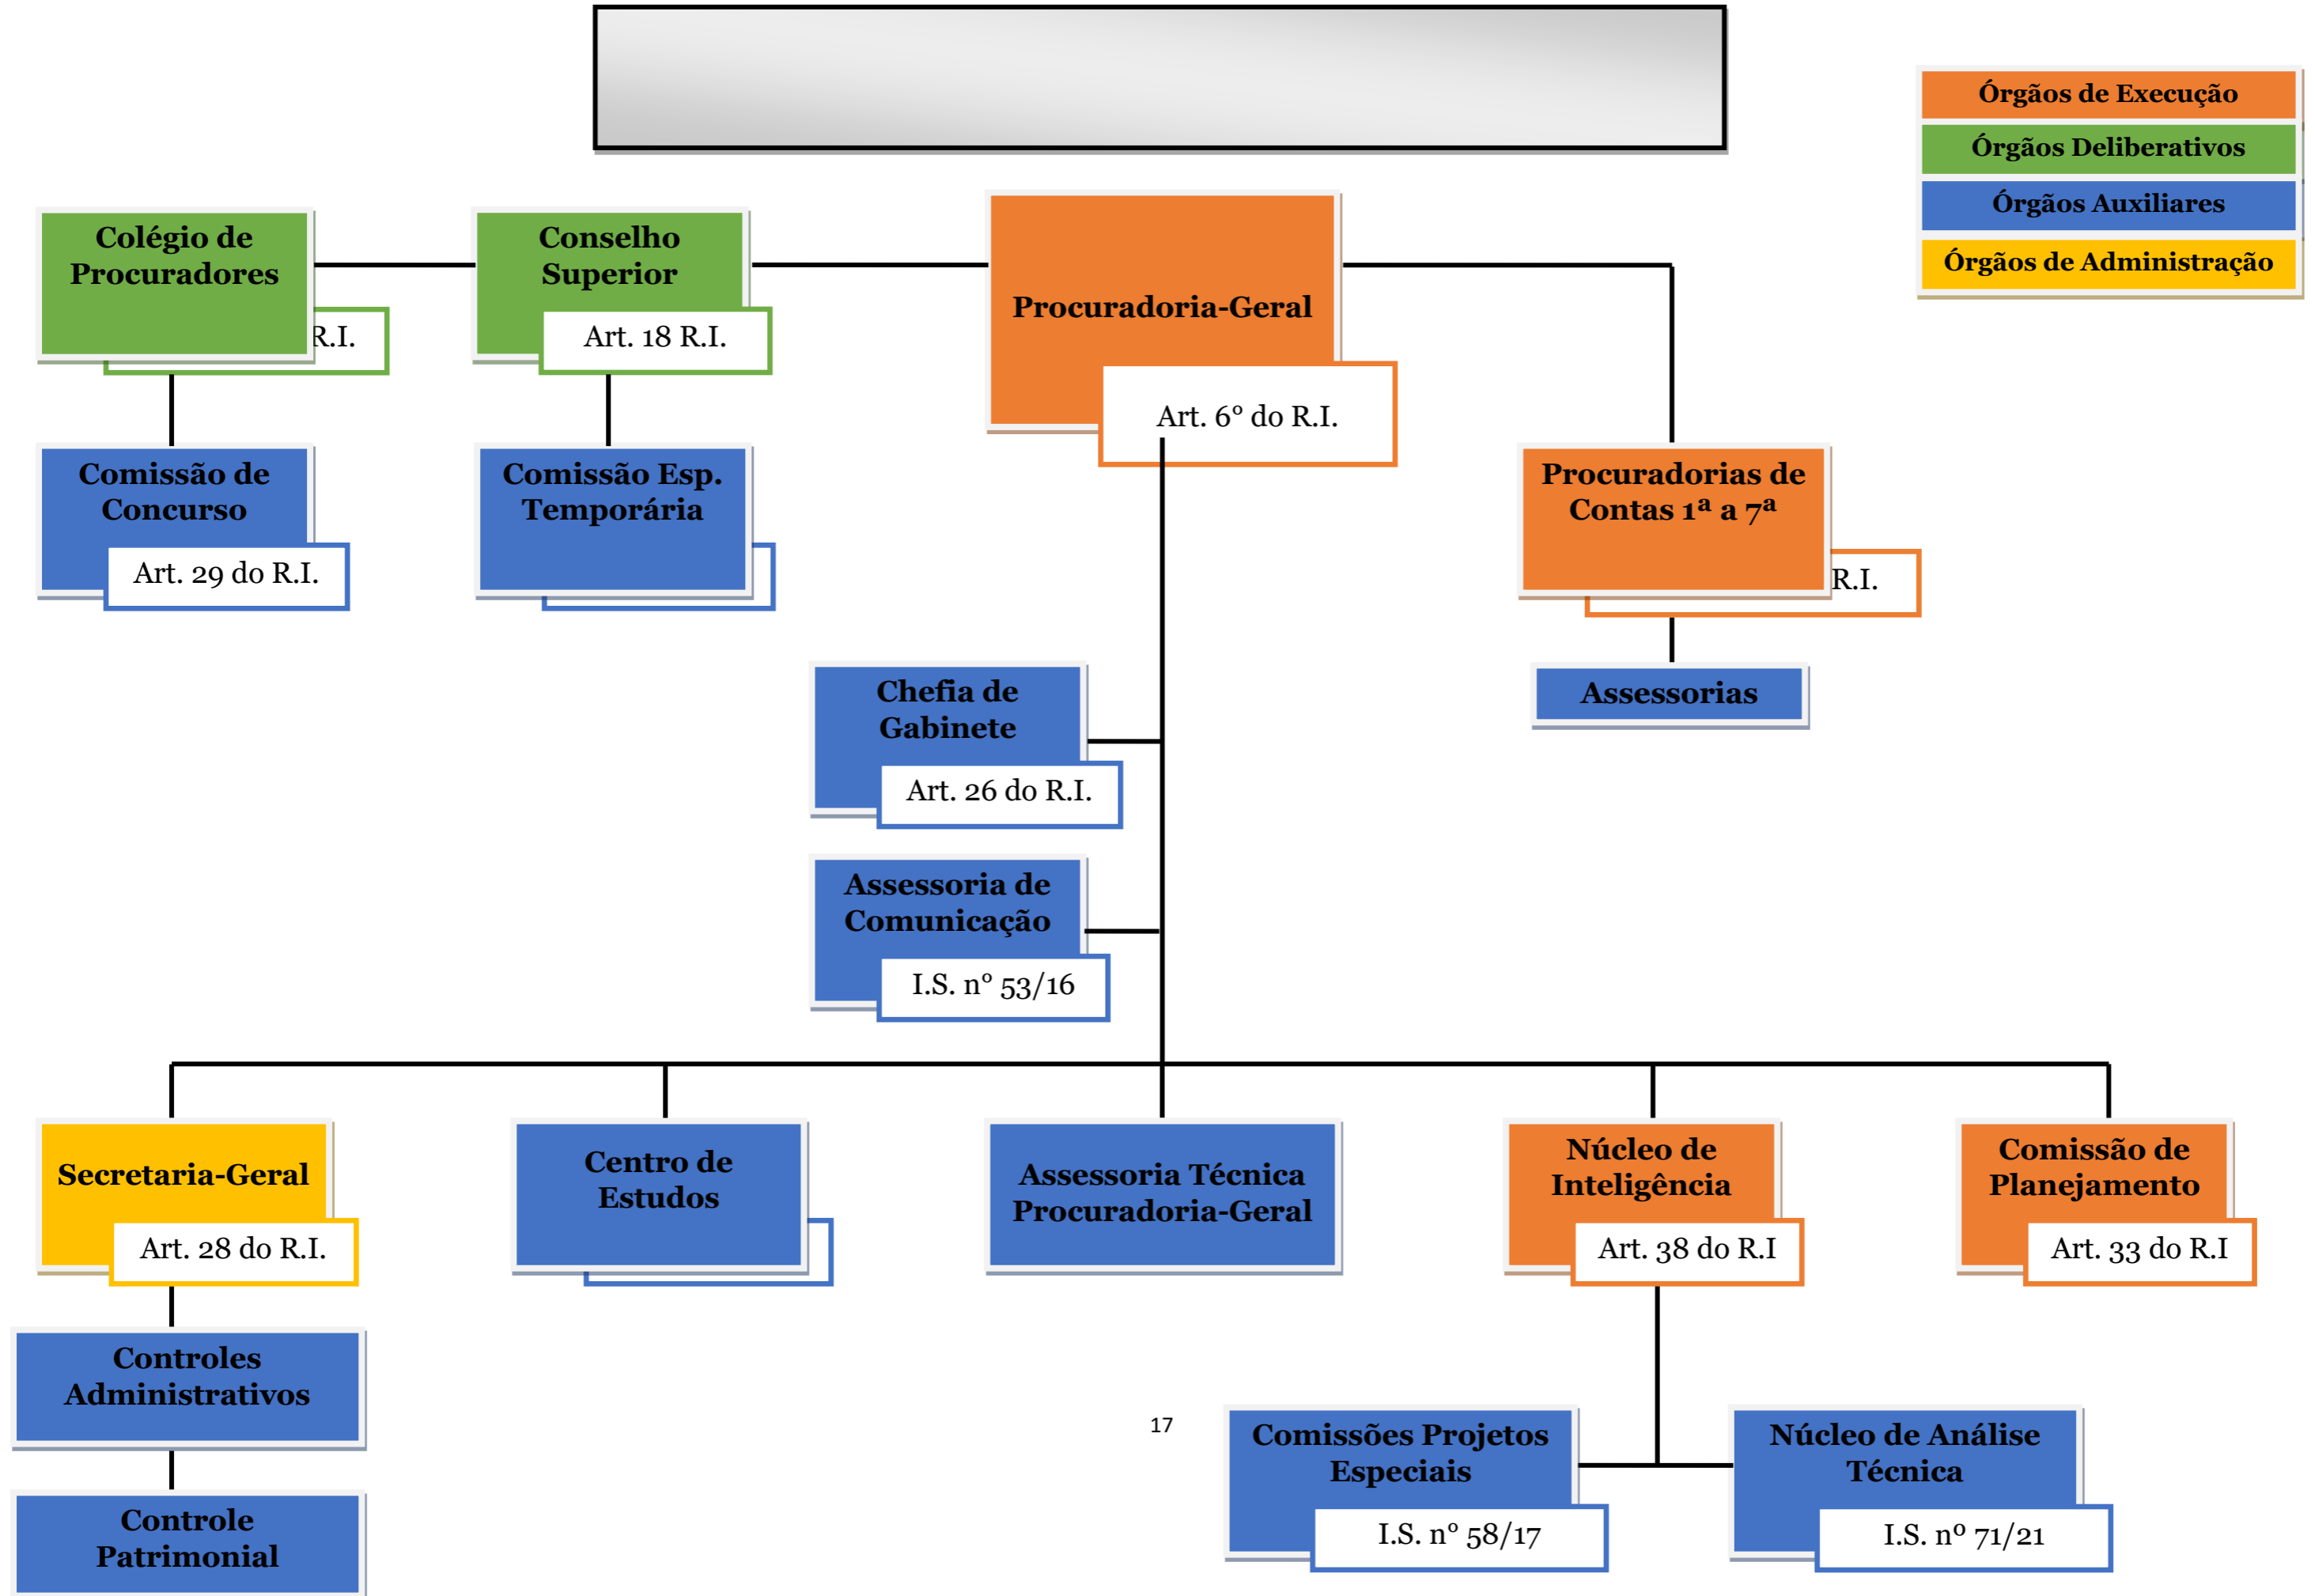 Órgãos de Execução
Órgãos Deliberativos
Órgãos Auxiliares
Órgãos de Administração
Colégio de
Procuradores
R.I.
Conselho
Superior
Art. 18 R.I.
Procuradoria-Geral
Art. 6º do R.I.
Comissão de
Concurso
Art. 29 do R.I.
Comissão Esp.
Temporária
Procuradorias de
Contas 1ª a 7ª
R.I.
Assessorias
Chefia de
Gabinete
Art. 26 do R.I.
Assessoria de
Comunicação
I.S. nº 53/16
Secretaria-Geral
Art. 28 do R.I.
Centro de
Estudos
Assessoria Técnica
Procuradoria-Geral
Núcleo de
Inteligência
Art. 38 do R.I
Comissão de
Planejamento
Art. 33 do R.I
Controles
Administrativos
Controle
Patrimonial
17
Comissões Projetos
Especiais
I.S. nº 58/17
Núcleo de Análise
Técnica
I.S. nº 71/21